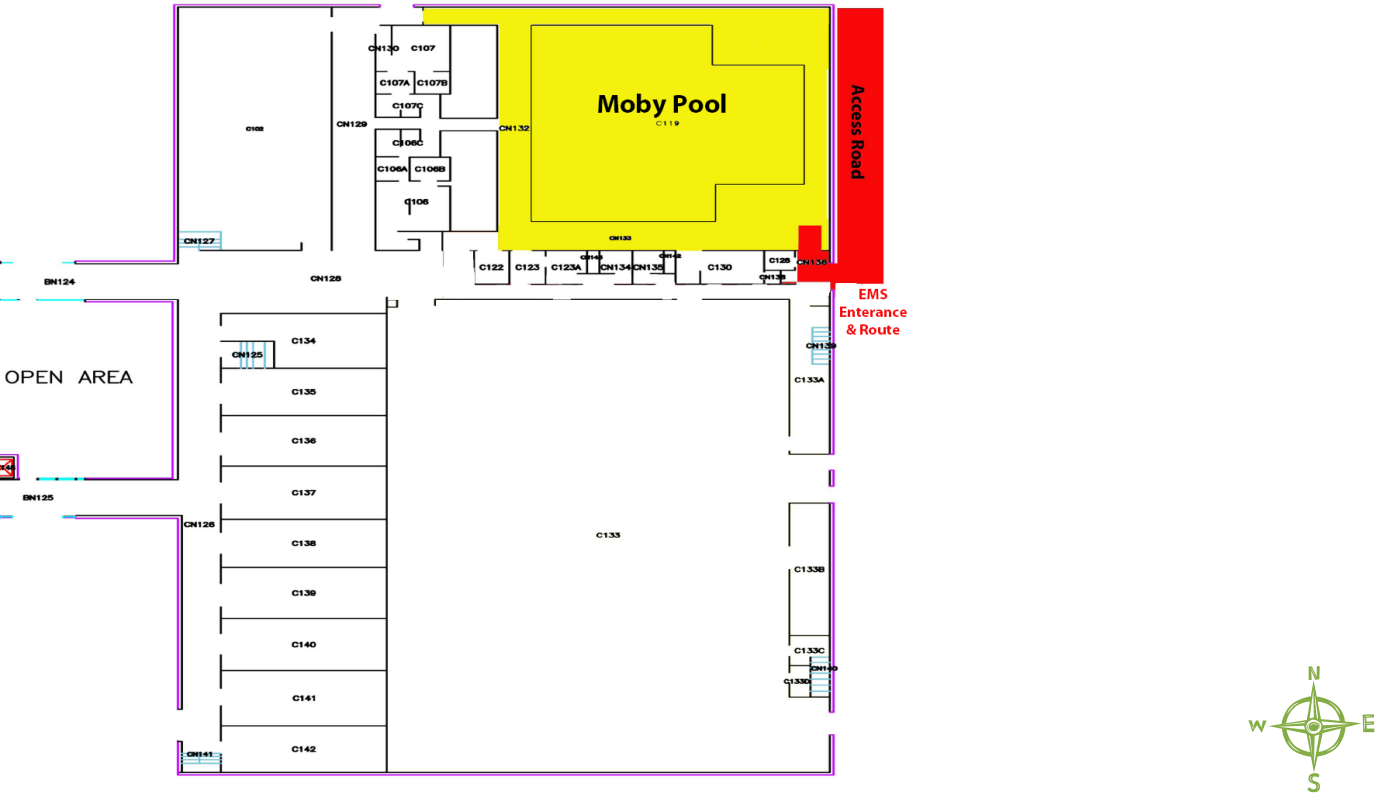 CN130 C107
C107A C107B
C107C
C102
CN129
Moby Pool
C119
CN132
Access Road
C106C
C106A C106B
C106
CN127
CN133
CN128
BN124
C122 C123 C123A CN134 CN135 C130 C128 CN136
CN138
EMS
Enterance
& Route
C134
CN125
CN139
OPEN AREA
C133A
C135
C136
BN125
C137
CN126
C133
C138
C133B
C139
C140
C133C
CN140
C133D
C141
C142
CN141
N
W E
S